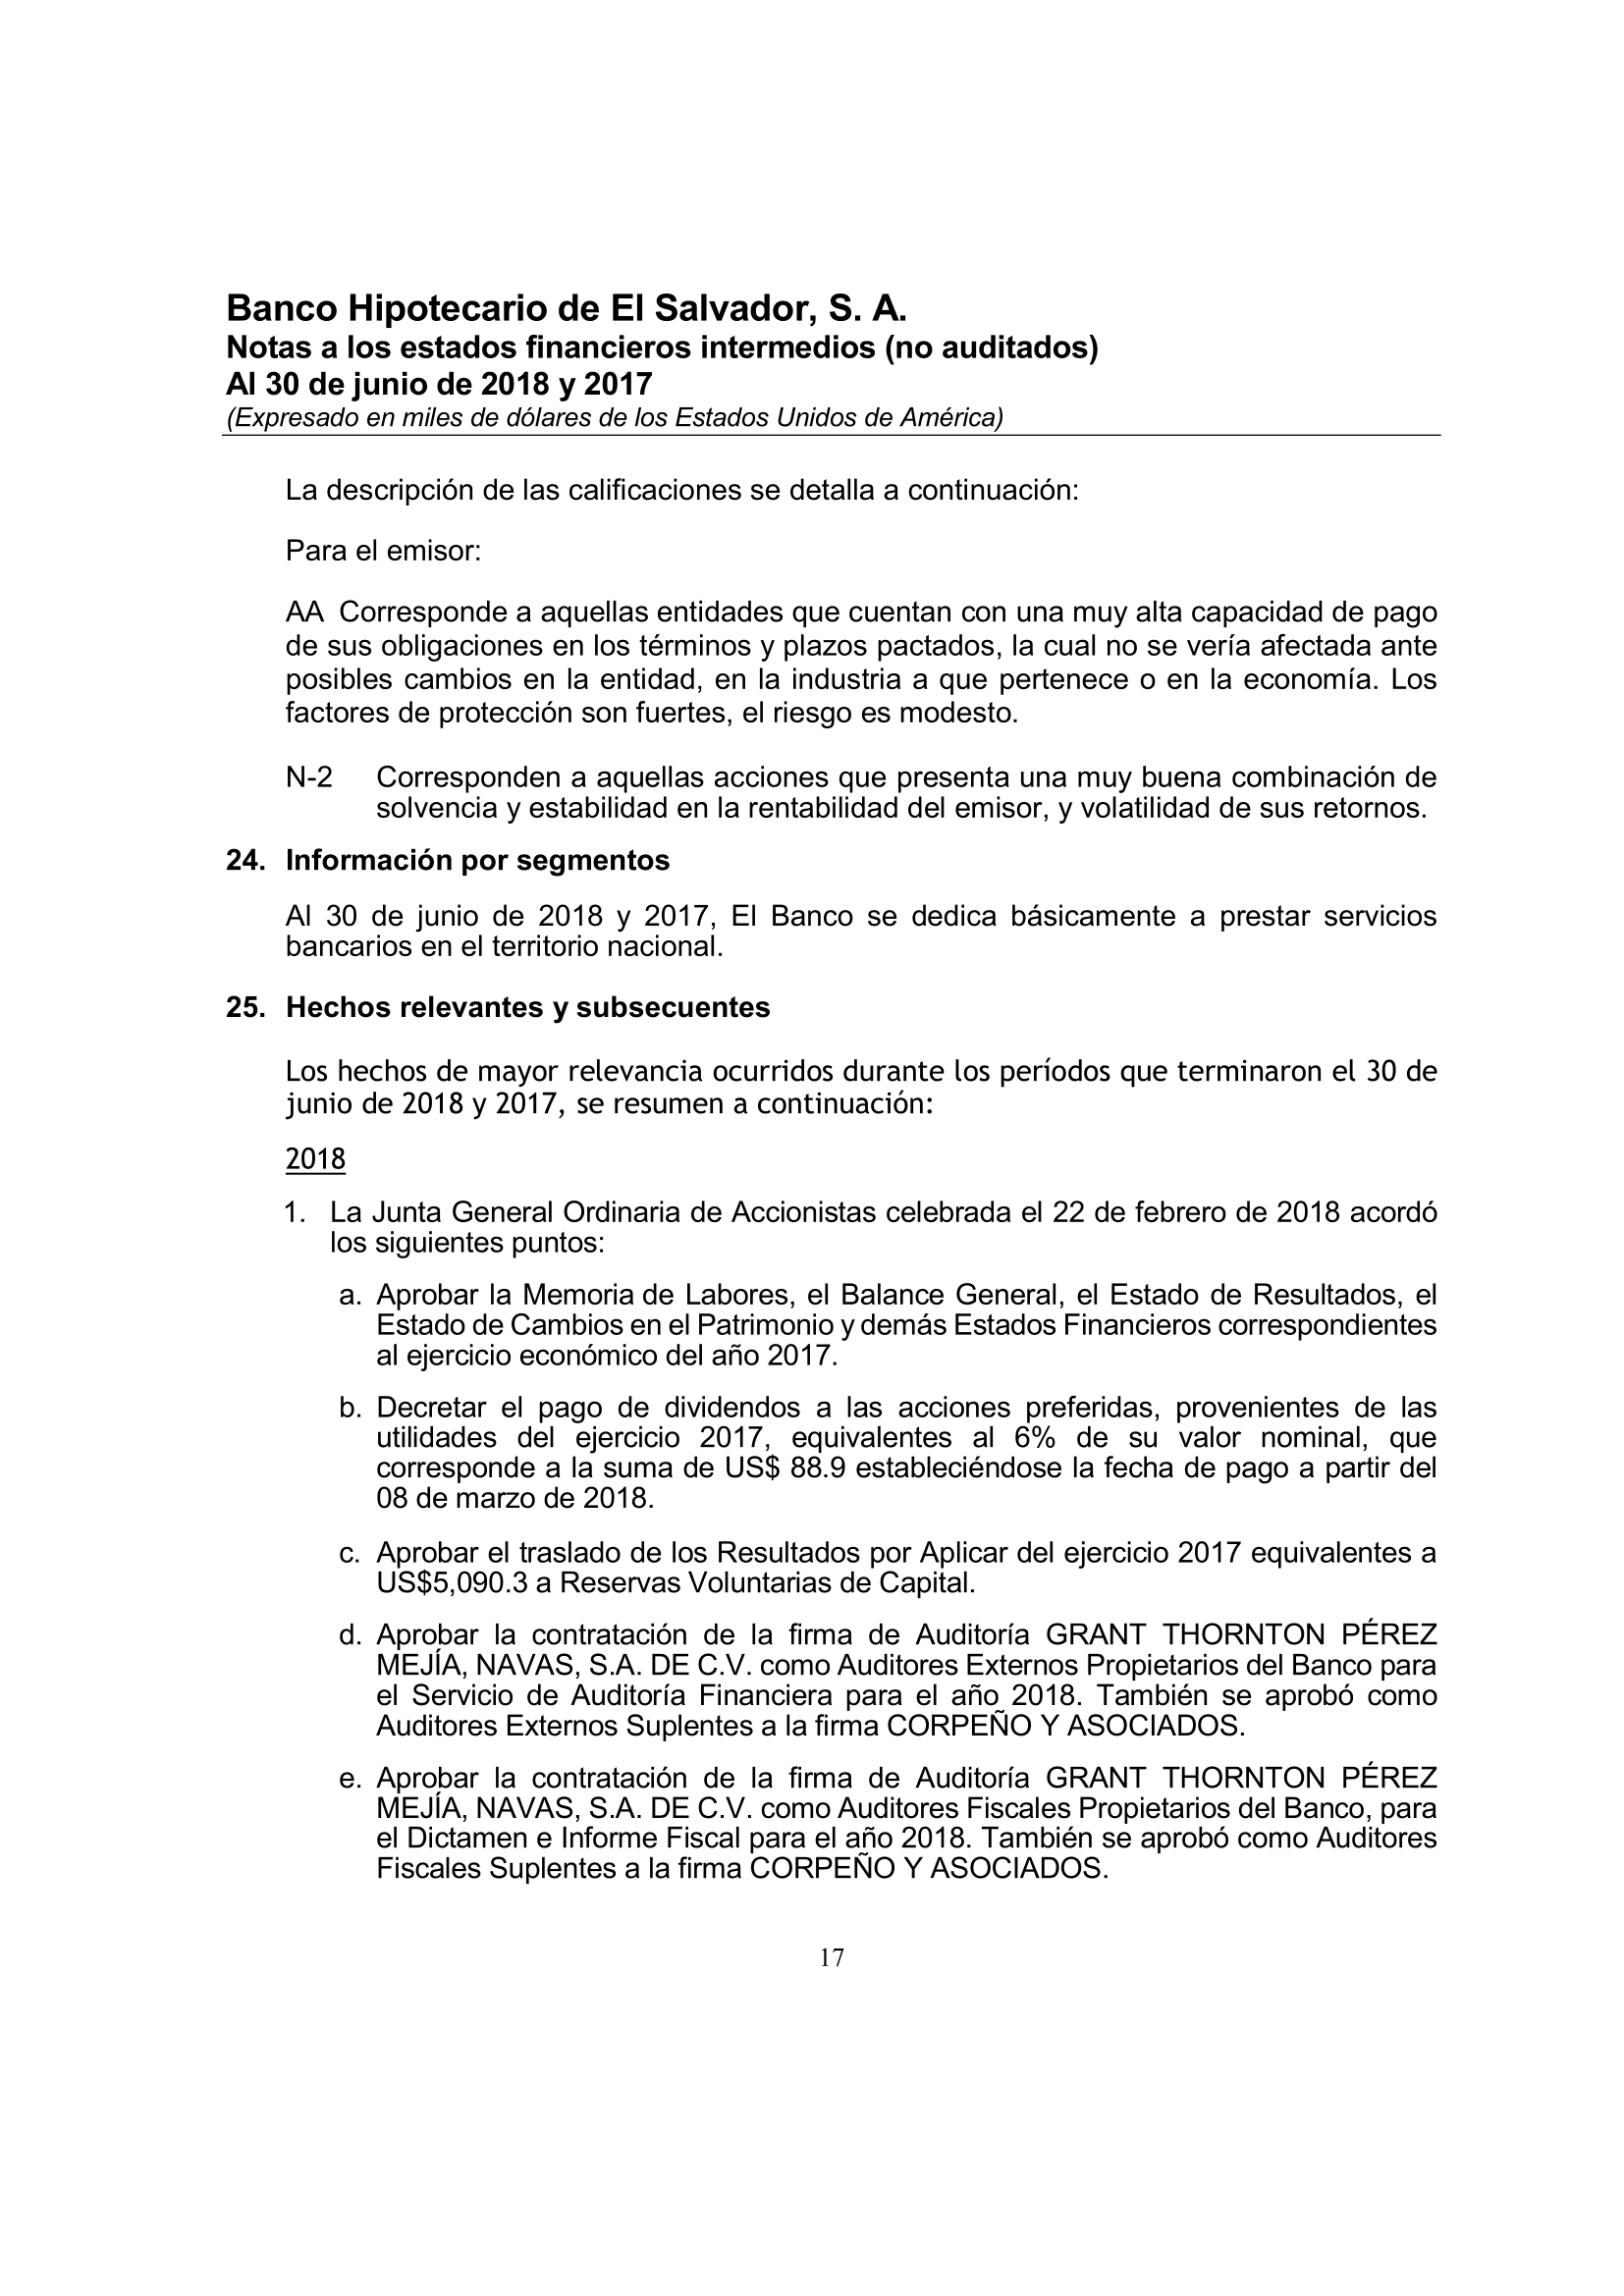 Banco Hipotecario de El Salvador, S. A.
Notas a los estados financieros intermedios (no auditados)
Al 30 de junio de 2018 y 2017
(Expresado en miles de dólares de los Estados Unidos de América)
La descripción de las calificaciones se detalla a continuación:
Para el emisor:
AA Corresponde a aquellas entidades que cuentan con una muy alta capacidad de pago
de sus obligaciones en los términos y plazos pactados, la cual no se vería afectada ante
posibles cambios en la entidad, en la industria a que pertenece o en la economía. Los
factores de protección son fuertes, el riesgo es modesto.
N-2 Corresponden a aquellas acciones que presenta una muy buena combinación de
solvencia y estabilidad en la rentabilidad del emisor, y volatilidad de sus retornos.
24. Información por segmentos
Al 30 de junio de 2018 y 2017, El Banco se dedica básicamente a prestar servicios
bancarios en el territorio nacional.
25. Hechos relevantes y subsecuentes
Los hechos de mayor relevancia ocurridos durante los períodos que terminaron el 30 de
junio de 2018 y 2017, se resumen a continuación:
2018
1. La Junta General Ordinaria de Accionistas celebrada el 22 de febrero de 2018 acordó
los siguientes puntos:
a. Aprobar la Memoria de Labores, el Balance General, el Estado de Resultados, el
Estado de Cambios en el Patrimonio y demás Estados Financieros correspondientes
al ejercicio económico del año 2017.
b. Decretar el pago de dividendos a las acciones preferidas, provenientes de las
utilidades del ejercicio 2017, equivalentes al 6% de su valor nominal, que
corresponde a la suma de US$ 88.9 estableciéndose la fecha de pago a partir del
08 de marzo de 2018.
c. Aprobar el traslado de los Resultados por Aplicar del ejercicio 2017 equivalentes a
US$5,090.3 a Reservas Voluntarias de Capital.
d. Aprobar la contratación de la firma de Auditoría GRANT THORNTON PÉREZ
MEJÍA, NAVAS, S.A. DE C.V. como Auditores Externos Propietarios del Banco para
el Servicio de Auditoría Financiera para el año 2018. También se aprobó como
Auditores Externos Suplentes a la firma CORPEÑO Y ASOCIADOS.
e. Aprobar la contratación de la firma de Auditoría GRANT THORNTON PÉREZ
MEJÍA, NAVAS, S.A. DE C.V. como Auditores Fiscales Propietarios del Banco, para
el Dictamen e Informe Fiscal para el año 2018. También se aprobó como Auditores
Fiscales Suplentes a la firma CORPEÑO Y ASOCIADOS.
17